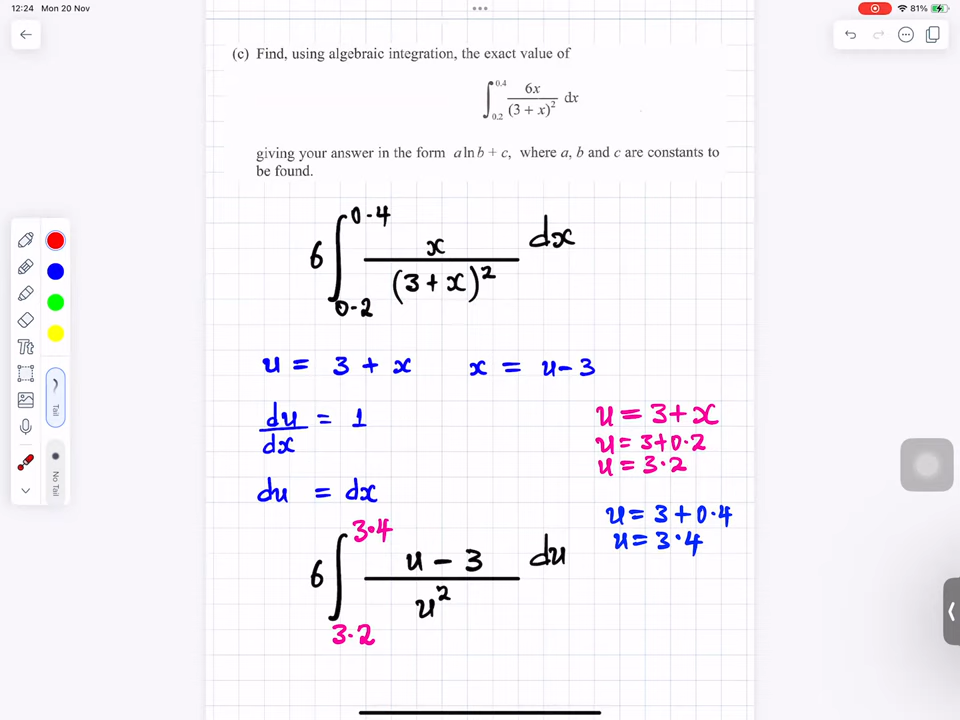 12:24 Mon 20 Nov
81%
(c) Find, using algebraic integration, the exact value of
∫_{0.2}^{0.4} 6x/(3 + x)² dx
giving your answer in the form a ln b + c, where a, b and c are constants to
be found.
6 ∫_{0.2}^{0.4} x/(3 + x)² dx
u = 3 + x x = u - 3
du/dx = 1
du = dx
u = 3 + x
u = 3 + 0.2
u = 3.2
u = 3 + 0.4
u = 3.4
6 ∫_{3.2}^{3.4} (u - 3)/u² du
Tt
Tail
No Tail